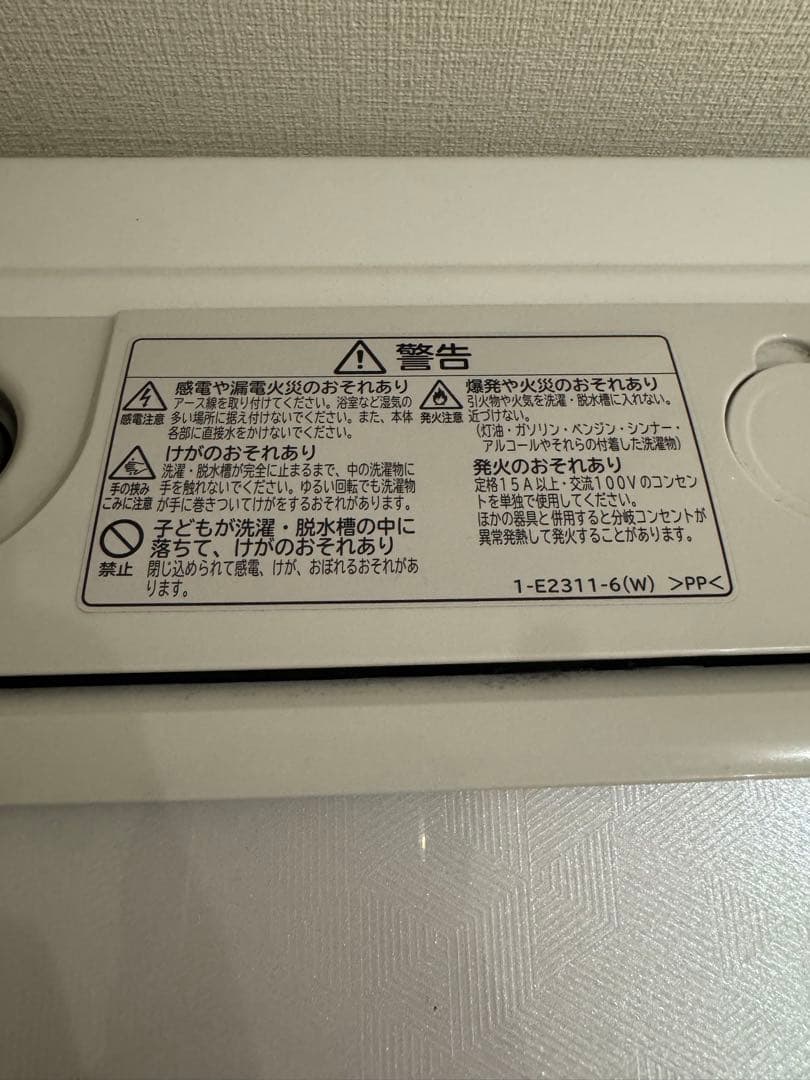 警告
感電や漏電火災のおそれあり
感電注意
アース線を取り付けてください。浴室など湿気の
多い場所に据え付けないでください。また、本体
各部に直接水をかけないでください。
けがのおそれあり
手の挟み
こみに注意
洗濯・脱水槽が完全に止まるまで、中の洗濯物に
手を触れないでください。ゆるい回転でも洗濯物
が手に巻きついてけがをするおそれがあります。
子どもが洗濯・脱水槽の中に
落ちて、けがのおそれあり
禁止
閉じ込められて感電、けが、おぼれるおそれがあ
ります。
爆発や火災のおそれあり
発火注意
引火物や火気を洗濯・脱水槽に入れない。
近づけない。
(灯油・ガソリン・ベンジン・シンナー・
アルコールやそれらの付着した洗濯物)
発火のおそれあり
定格15A以上・交流100Vのコンセン
トを単独で使用してください。
ほかの器具と併用すると分岐コンセントが
異常発熱して発火することがあります。
1-E2311-6(W) >PP<